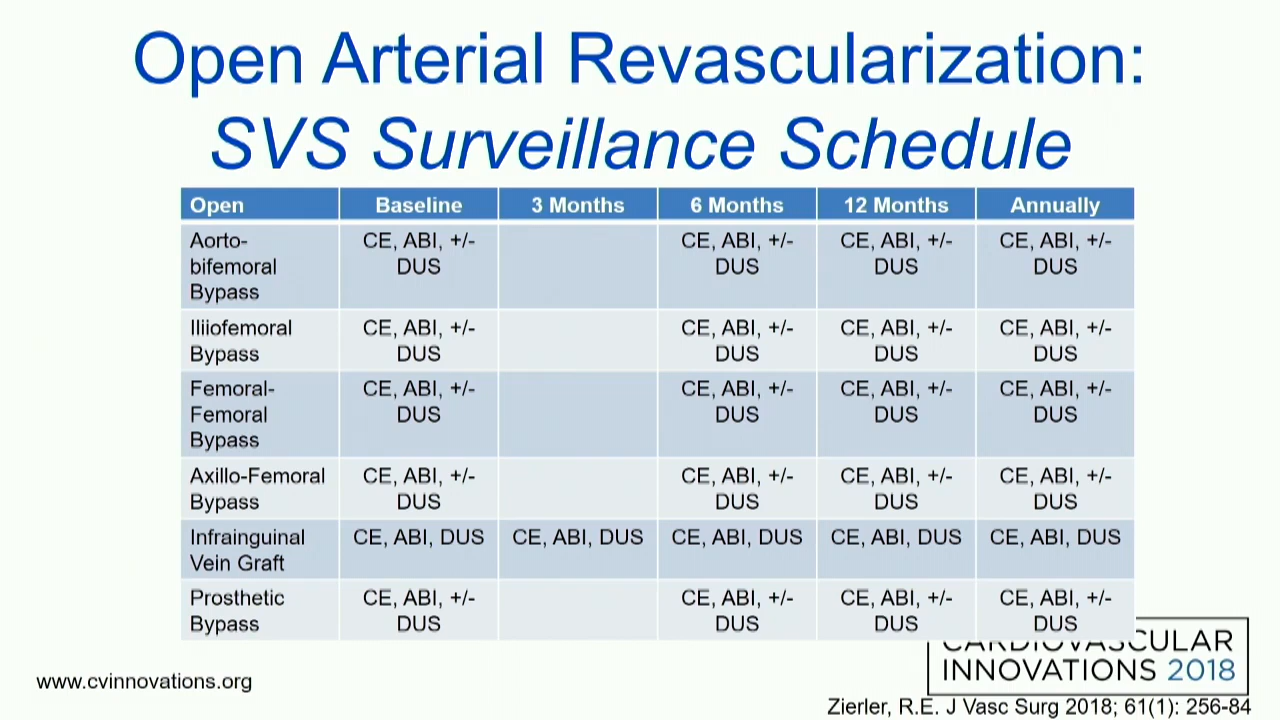 Open Arterial Revascularization:
SVS Surveillance Schedule
Open Baseline 3 Months 6 Months 12 Months Annually
Aorto- CE, ABI, +/- CE, ABI, +/- CE, ABI, +/- CE, ABI, +/-
bifemoral DUS DUS DUS DUS
Bypass
Iliiofemoral CE, ABI, +/- CE, ABI, +/- CE, ABI, +/- CE, ABI, +/-
Bypass DUS DUS DUS DUS
Femoral- CE, ABI, +/- CE, ABI, +/- CE, ABI, +/- CE, ABI, +/-
Femoral DUS DUS DUS DUS
Bypass
Axillo-Femoral CE, ABI, +/- CE, ABI, +/- CE, ABI, +/- CE, ABI, +/-
Bypass DUS DUS DUS DUS
Infrainguinal CE, ABI, DUS CE, ABI, DUS CE, ABI, DUS CE, ABI, DUS CE, ABI, DUS
Vein Graft
Prosthetic CE, ABI, +/- CE, ABI, +/- CE, ABI, +/- CE, ABI, +/-
Bypass DUS DUS DUS DUS
CARDIOVASCULAR
INNOVATIONS 2018
www.cvinnovations.org
Zierler, R.E. J Vasc Surg 2018; 61(1): 256-84